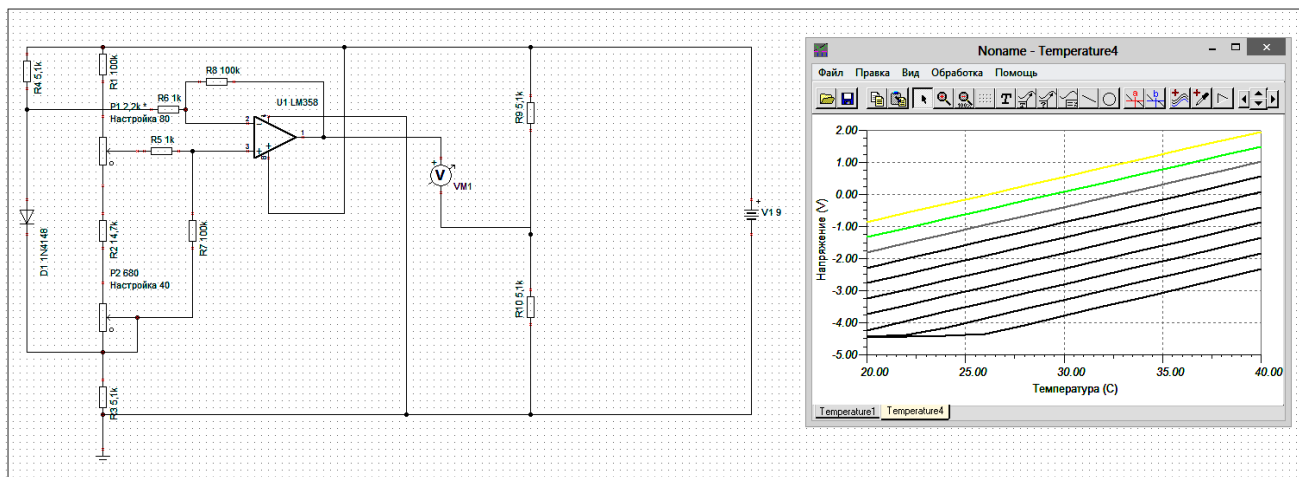 R4 5,1k
R1 100k
R8 100k
R6 1k
U1 LM358
P1 2,2k *
Настройка 80
2
1
3
R5 1k
R9 5,1k
+
V
VM1
+
V1 9
D1 1N4148
R2 14,7k
R7 100k
P2 680
Настройка 40
R10 5,1k
R3 5,1k
Noname - Temperature4
Файл Правка Вид Обработка Помощь
T
a
b
2.00
1.00
0.00
-1.00
-2.00
-3.00
-4.00
-5.00
Напряжение (V)
20.00 25.00 30.00 35.00 40.00
Температура (C)
Temperature1 Temperature4